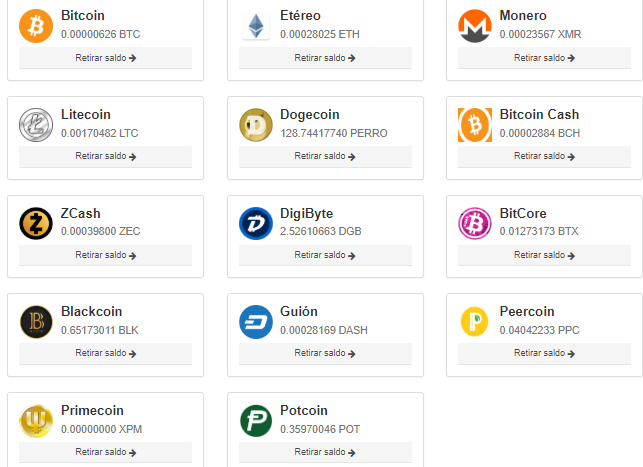 Bitcoin
0.00000626 BTC
Retirar saldo
Etéreo
0.00028025 ETH
Retirar saldo
Monero
0.00023567 XMR
Retirar saldo
Litecoin
0.00170482 LTC
Retirar saldo
Dogecoin
128.74417740 PERRO
Retirar saldo
Bitcoin Cash
0.00002884 BCH
Retirar saldo
ZCash
0.00039800 ZEC
Retirar saldo
DigiByte
2.52610663 DGB
Retirar saldo
BitCore
0.01273173 BTX
Retirar saldo
Blackcoin
0.65173011 BLK
Retirar saldo
Guión
0.00028169 DASH
Retirar saldo
Peercoin
0.04042233 PPC
Retirar saldo
Primecoin
0.00000000 XPM
Retirar saldo
Potcoin
0.35970046 POT
Retirar saldo